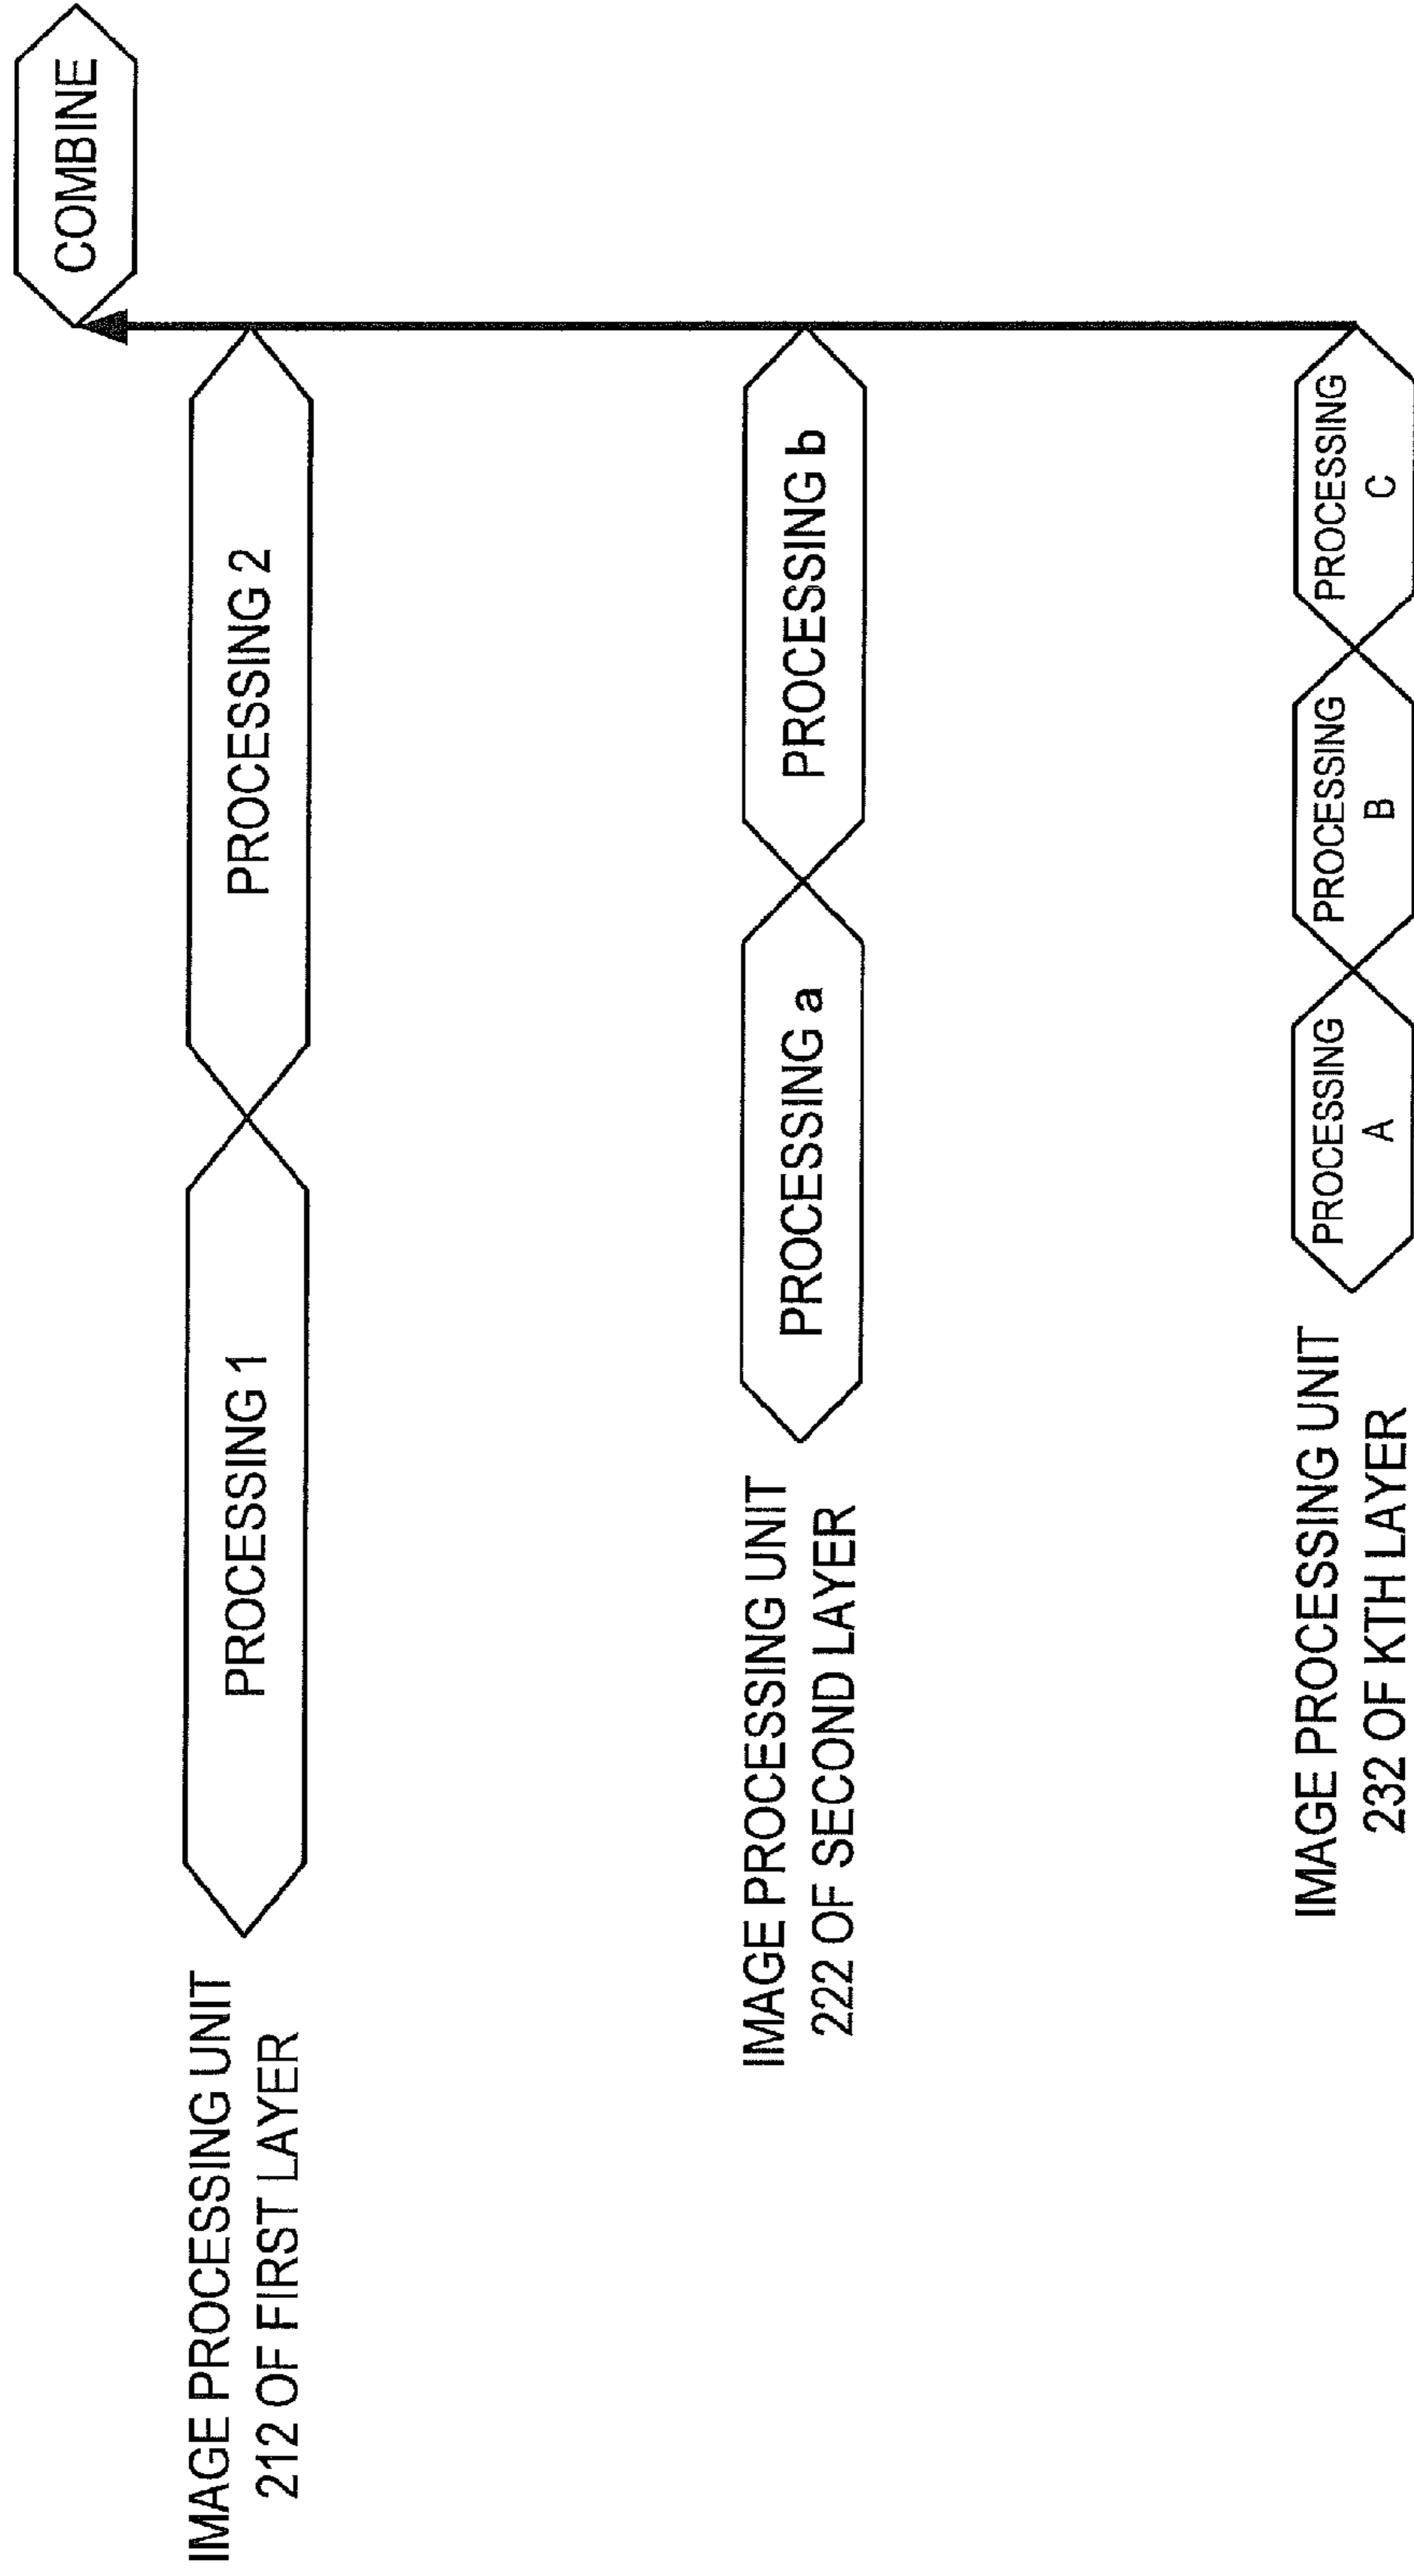 COMBINE
IMAGE PROCESSING UNIT
212 OF FIRST LAYER
PROCESSING 1
PROCESSING 2
IMAGE PROCESSING UNIT
222 OF SECOND LAYER
PROCESSING a
PROCESSING b
IMAGE PROCESSING UNIT
232 OF KTH LAYER
PROCESSING
A
PROCESSING
B
PROCESSING
C